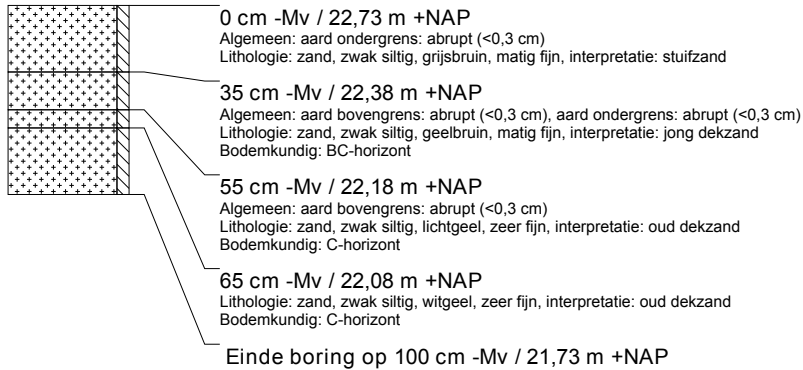 0 cm -Mv / 22,73 m +NAP
Algemeen: aard ondergrens: abrupt (<0,3 cm)
Lithologie: zand, zwak siltig, grijsbruin, matig fijn, interpretatie: stuifzand
35 cm -Mv / 22,38 m +NAP
Algemeen: aard bovengrens: abrupt (<0,3 cm), aard ondergrens: abrupt (<0,3 cm)
Lithologie: zand, zwak siltig, geelbruin, matig fijn, interpretatie: jong dekzand
Bodemkundig: BC-horizont
55 cm -Mv / 22,18 m +NAP
Algemeen: aard bovengrens: abrupt (<0,3 cm)
Lithologie: zand, zwak siltig, lichtgeel, zeer fijn, interpretatie: oud dekzand
Bodemkundig: C-horizont
65 cm -Mv / 22,08 m +NAP
Lithologie: zand, zwak siltig, witgeel, zeer fijn, interpretatie: oud dekzand
Bodemkundig: C-horizont
Einde boring op 100 cm -Mv / 21,73 m +NAP